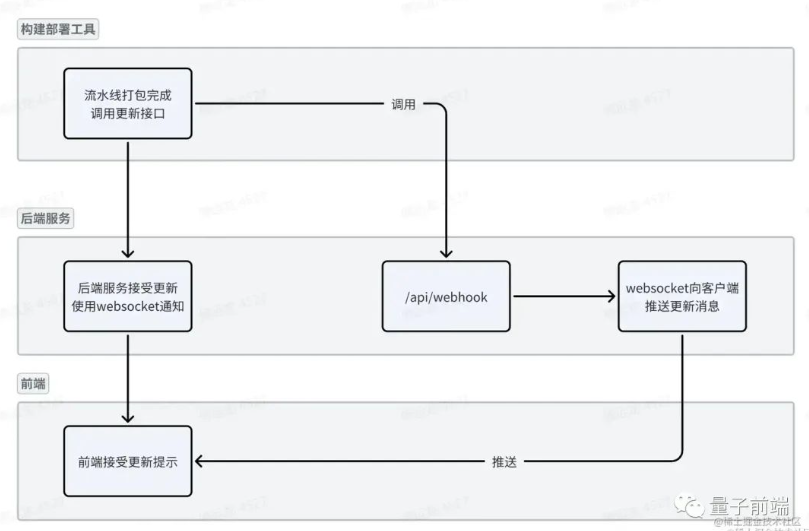 构建部署工具
流水线打包完成
调用更新接口
调用
后端服务
后端服务接受更新
使用websocket通知
/api/webhook
websocket向客户端
推送更新消息
前端
前端接受更新提示
推送
量子前端
@稀土掘金技术社区